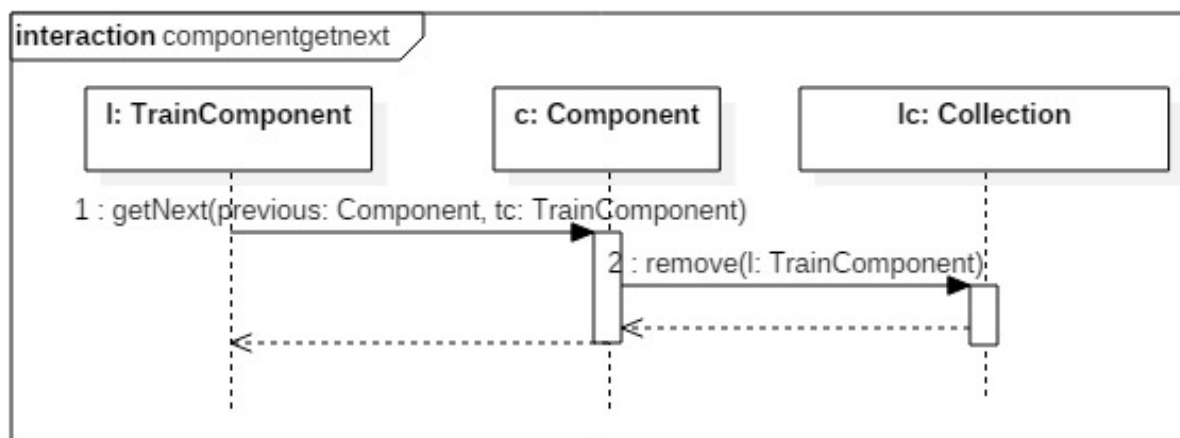 interaction componentgetnext
l: TrainComponent
c: Component
lc: Collection
1 : getNext(previous: Component, tc: TrainComponent)
2 : remove(l: TrainComponent)